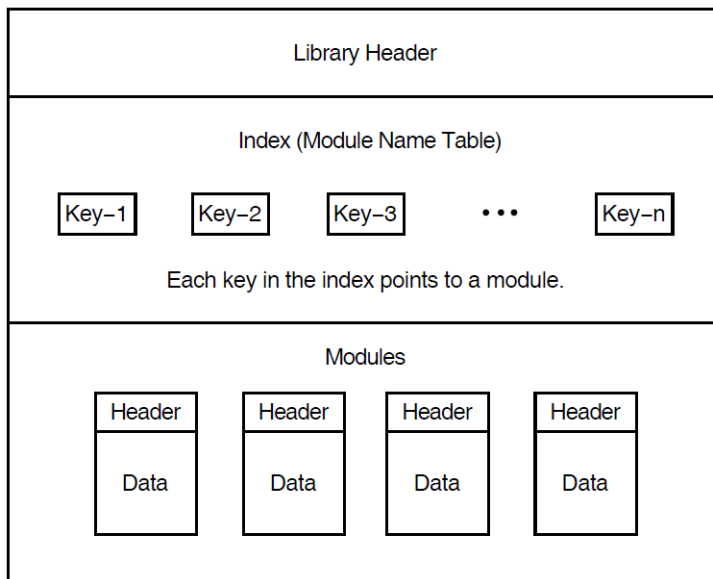 Library Header
Index (Module Name Table)
Key–1 Key–2 Key–3 • • • Key–n
Each key in the index points to a module.
Modules
Header Header Header Header
Data Data Data Data